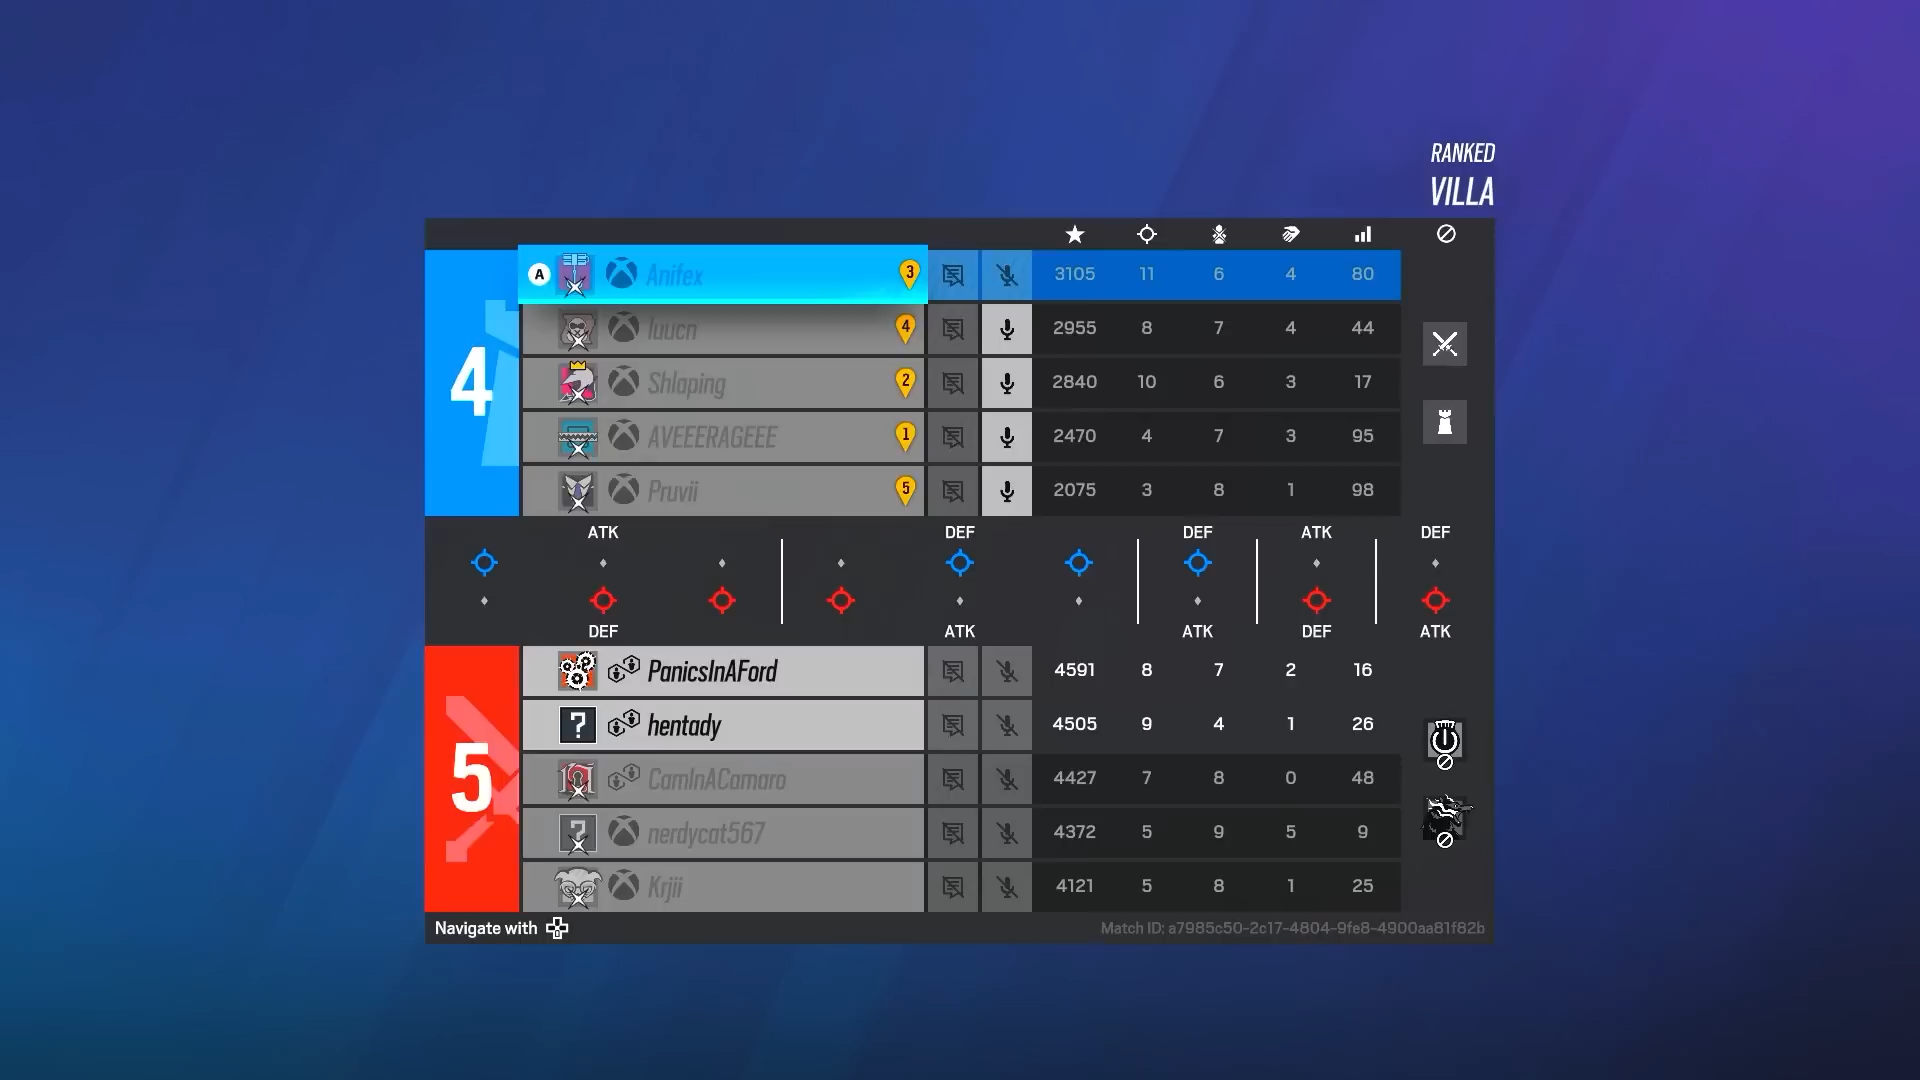 RANKED
VILLA
4
A Anifex 3 3105 11 6 4 80
luucn 4 2955 8 7 4 44
Shlaping 2 2840 10 6 3 17
AVEEERAGEEE 1 2470 4 7 3 95
Pruvii 5 2075 3 8 1 98
ATK DEF DEF ATK DEF
DEF ATK ATK DEF ATK
5
PanicsInAFord 4591 8 7 2 16
? hentady 4505 9 4 1 26
CamInACamaro 4427 7 8 0 48
? nerdycat567 4372 5 9 5 9
Krjii 4121 5 8 1 25
Navigate with
Match ID: a7985c50-2c17-4804-9fe8-4900aa81f82b